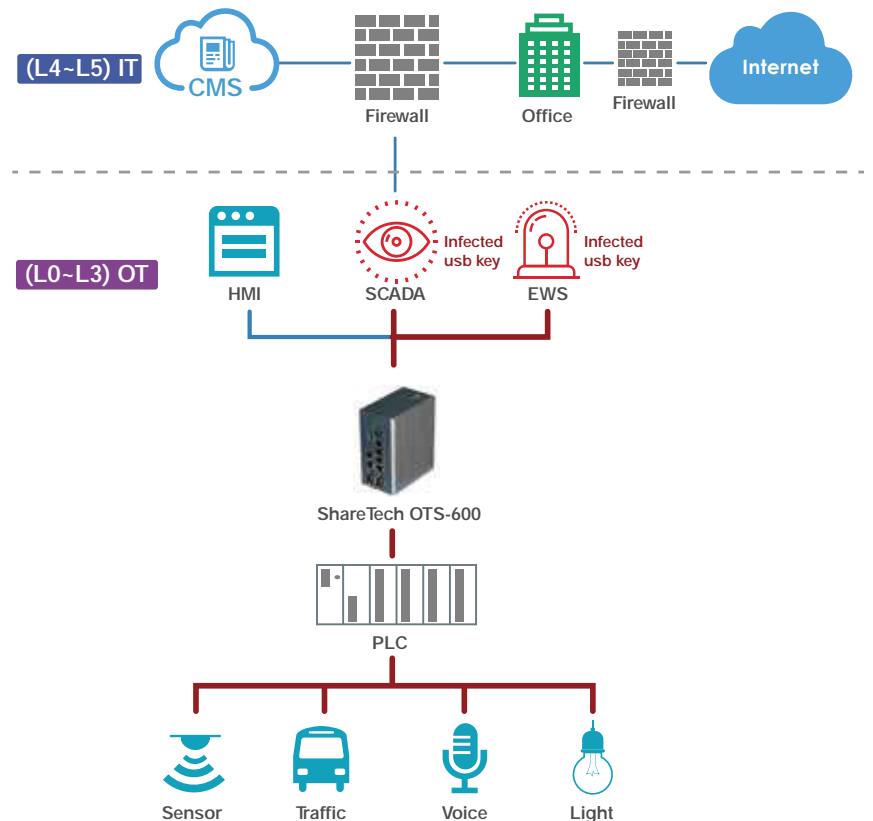 (L4~L5) IT
CMS
Firewall
Office
Firewall
Internet
(L0~L3) OT
HMI
SCADA
Infected
usb key
EWS
Infected
usb key
ShareTech OTS-600
PLC
Sensor
Traffic
Voice
Light